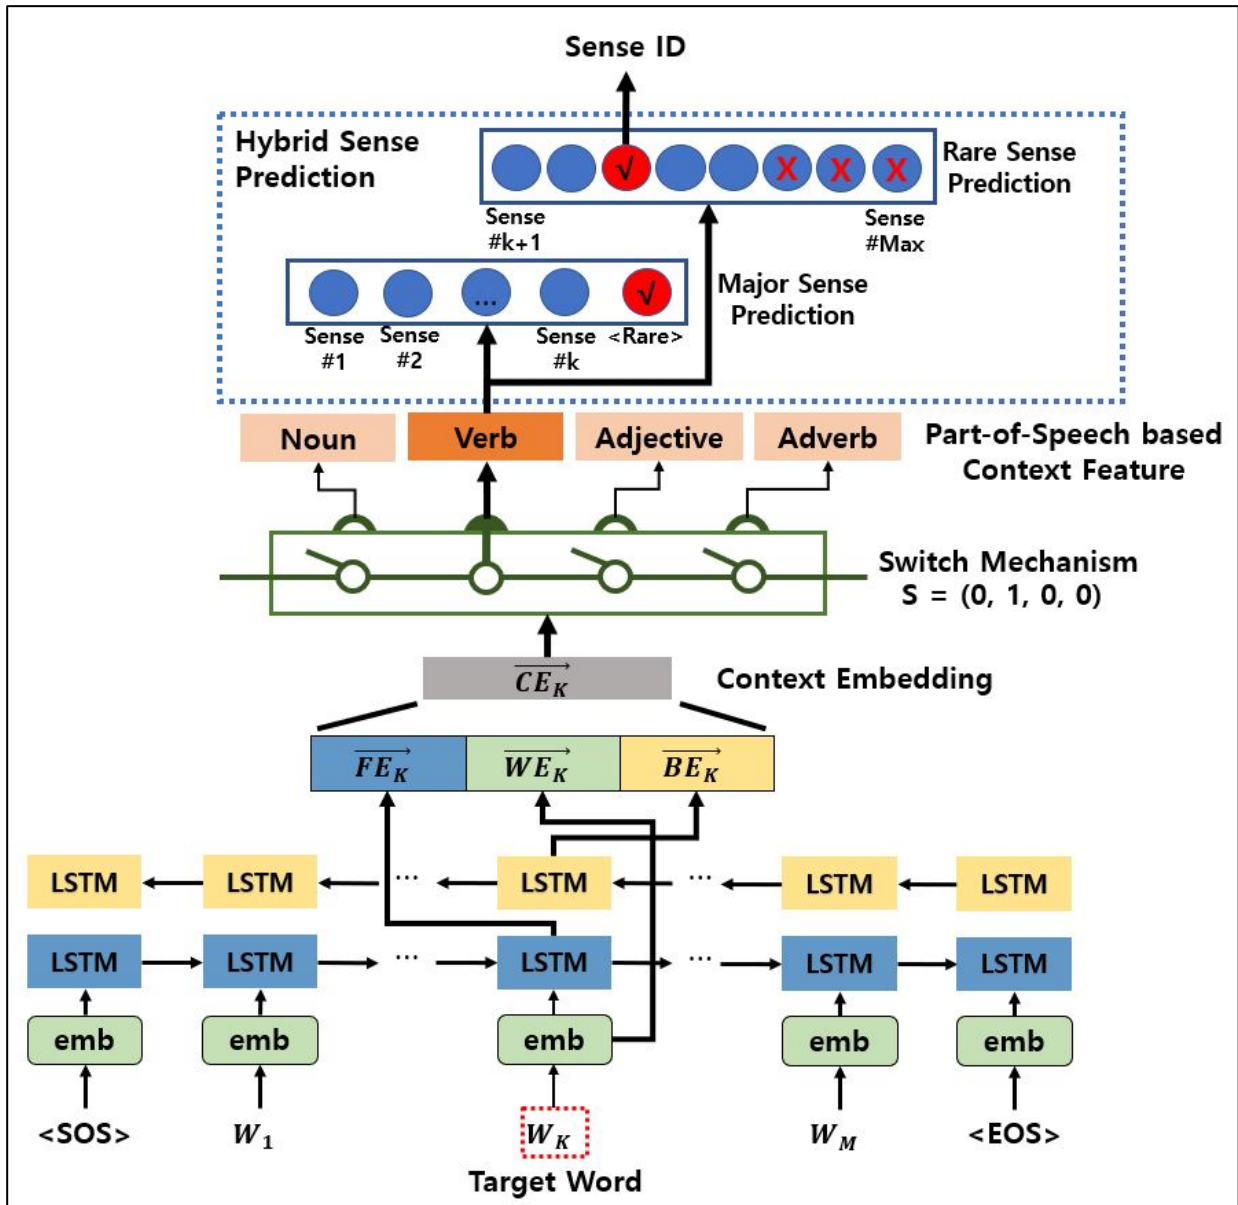 Sense ID
Hybrid Sense
Prediction
√ X X X
Rare Sense
Prediction
Sense
#k+1
Sense
#Max
Major Sense
Prediction
... √
Sense
#1
Sense
#2
Sense
#k
<Rare>
Noun
Verb
Adjective
Adverb
Part-of-Speech based
Context Feature
Switch Mechanism
S = (0, 1, 0, 0)
CE_K
Context Embedding
FE_K
WE_K
BE_K
LSTM LSTM ... LSTM ... LSTM LSTM
LSTM LSTM ... LSTM ... LSTM LSTM
emb emb emb emb emb
<SOS> W_1 W_K W_M <EOS>
Target Word